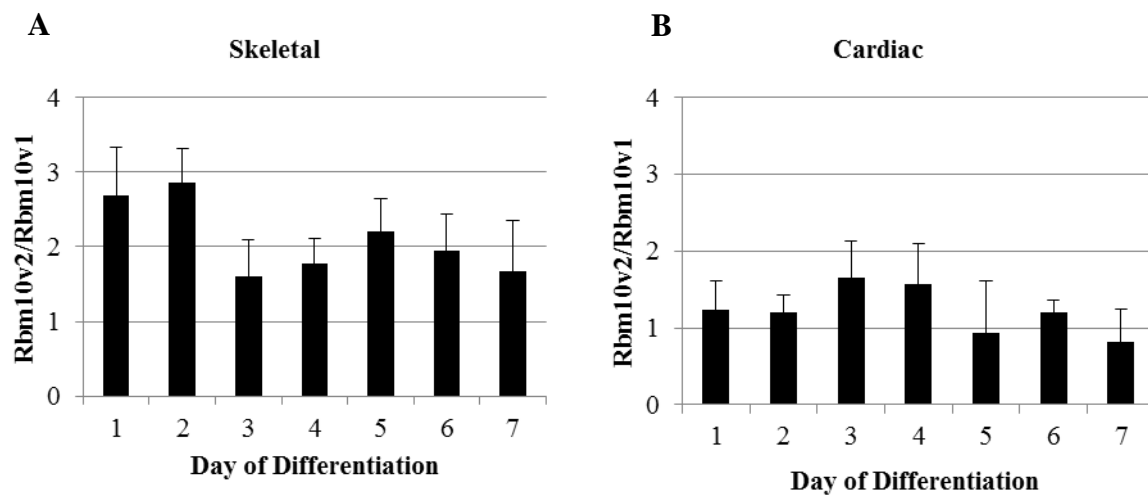 A
Skeletal
Rbm10v2/Rbm10v1
4
3
2
1
0
1 2 3 4 5 6 7
Day of Differentiation
B
Cardiac
Rbm10v2/Rbm10v1
4
3
2
1
0
1 2 3 4 5 6 7
Day of Differentiation